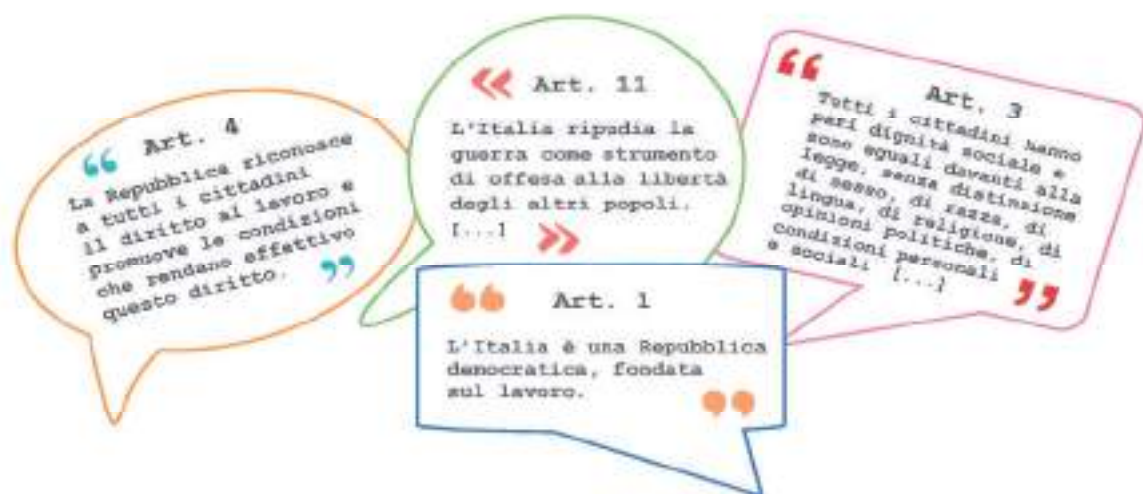 “ Art. 4
La Repubblica riconosce
a tutti i cittadini
il diritto al lavoro e
promuove le condizioni
che rendano effettivo
questo diritto. ”
« Art. 11
L'Italia ripudia la
guerra come strumento
di offesa alla libertà
degli altri popoli.
[...] »
“ Art. 3
Tutti i cittadini hanno
pari dignità sociale e
sono eguali davanti alla
legge, senza distinzione
di sesso, di razza, di
lingua, di religione, di
opinioni politiche, di
condizioni personali
e sociali [...] ”
“ Art. 1
L'Italia è una Repubblica
democratica, fondata
sul lavoro. ”